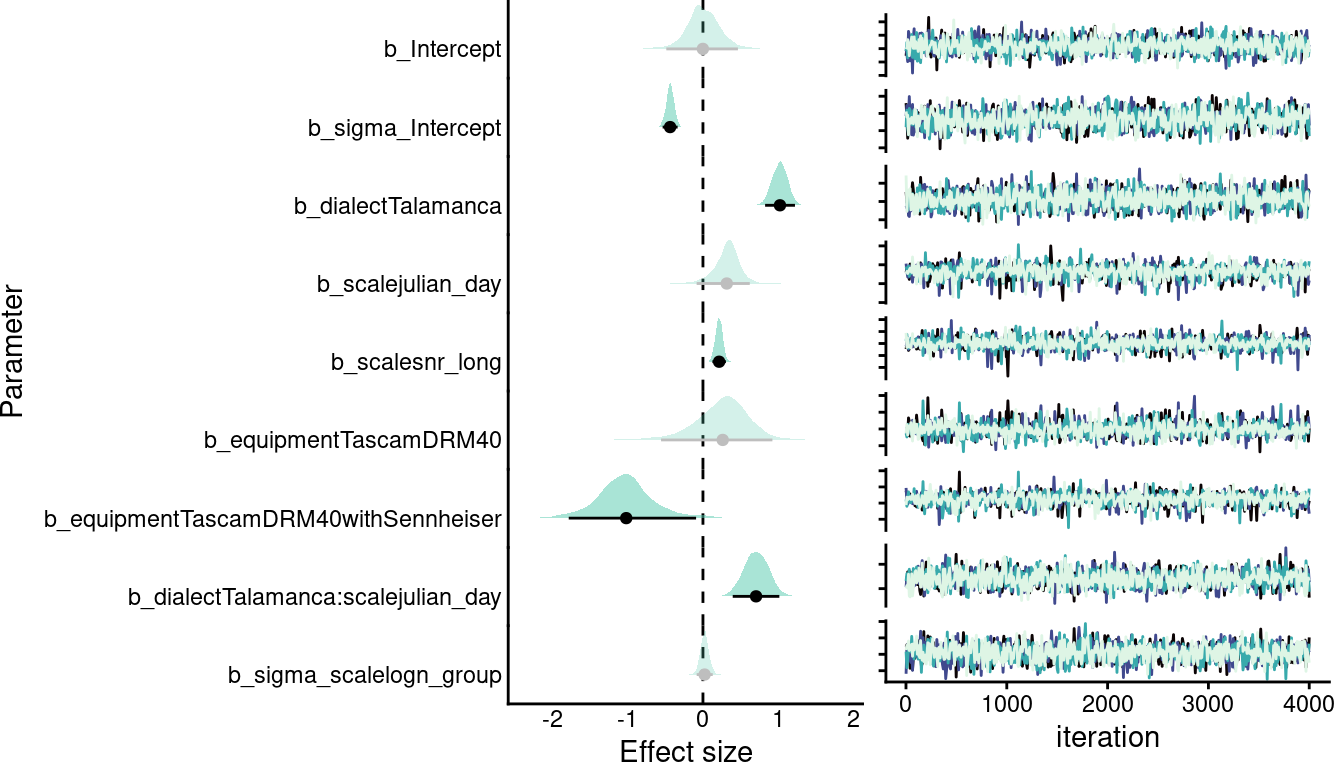 Parameter
b_Intercept
b_sigma_Intercept
b_dialectTalamanca
b_scalejulian_day
b_scalesnr_long
b_equipmentTascamDRM40
b_equipmentTascamDRM40withSennheiser
b_dialectTalamanca:scalejulian_day
b_sigma_scalelogn_group
-2 -1 0 1 2
Effect size
0 1000 2000 3000 4000
iteration